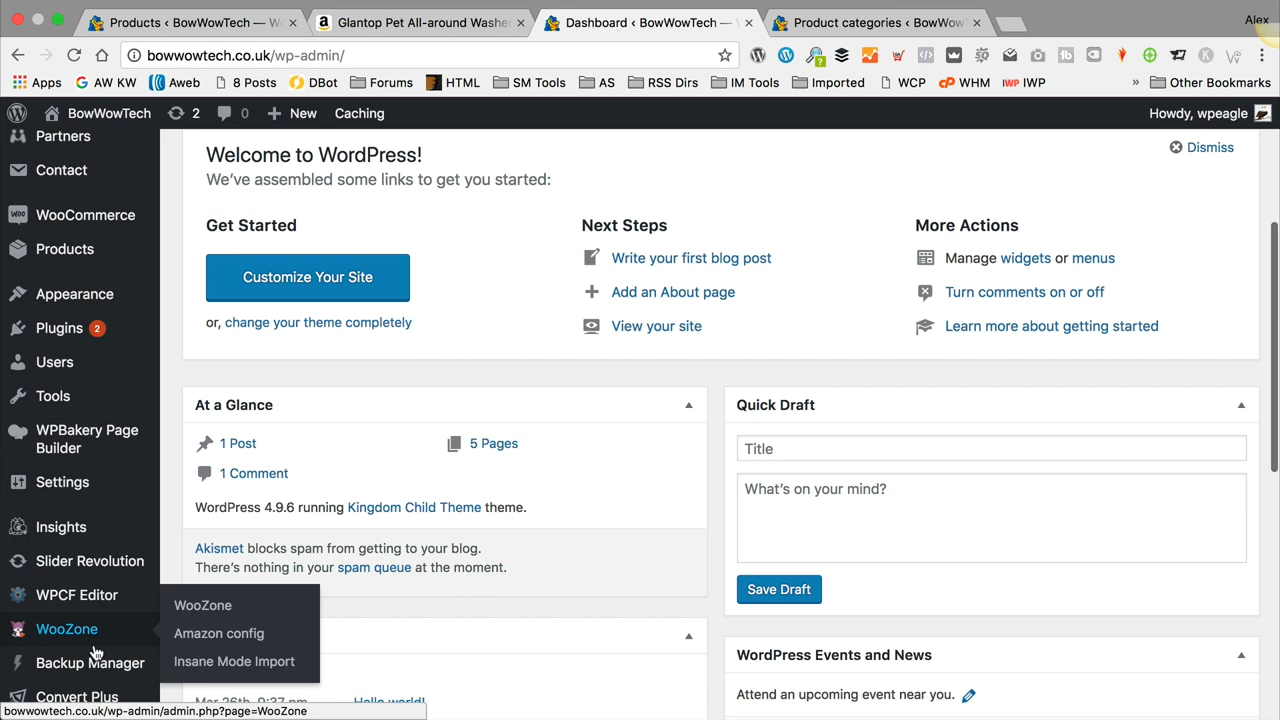 Products ‹ BowWowTech — W
Glantop Pet All-around Washer
Dashboard ‹ BowWowTech —
Product categories ‹ BowWow
Alex
bowwowtech.co.uk/wp-admin/
Apps
AW KW
Aweb
8 Posts
DBot
Forums
HTML
SM Tools
AS
RSS Dirs
IM Tools
Imported
WCP
WHM
IWP
»
Other Bookmarks
BowWowTech
2
0
New
Caching
Howdy, wpeagle
Partners
Contact
WooCommerce
Products
Appearance
Plugins 2
Users
Tools
WPBakery Page
Builder
Settings
Insights
Slider Revolution
WPCF Editor
WooZone
Backup Manager
Convert Plus
WooZone
Amazon config
Insane Mode Import
Welcome to WordPress!
Dismiss
We've assembled some links to get you started:
Get Started
Customize Your Site
or, change your theme completely
Next Steps
Write your first blog post
Add an About page
View your site
More Actions
Manage widgets or menus
Turn comments on or off
Learn more about getting started
At a Glance
1 Post
5 Pages
1 Comment
WordPress 4.9.6 running Kingdom Child Theme theme.
Akismet blocks spam from getting to your blog.
There's nothing in your spam queue at the moment.
Mar 26th, 9:37 pm
Hello world!
Quick Draft
Title
What's on your mind?
Save Draft
WordPress Events and News
Attend an upcoming event near you.
bowwowtech.co.uk/wp-admin/admin.php?page=WooZone